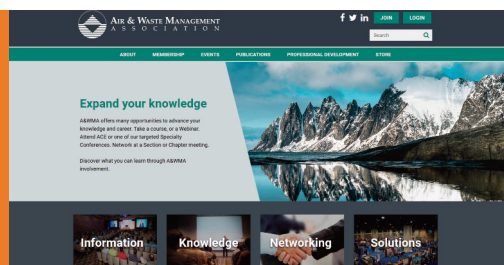 AIR & WASTE MANAGEMENT
ASSOCIATION
JOIN
LOGIN
Search
ABOUT MEMBERSHIP EVENTS PUBLICATIONS PROFESSIONAL DEVELOPMENT STORE
Expand your knowledge
A&WMA offers many opportunities to advance your
knowledge and career. Take a course, or a Webinar.
Attend ACE or one of our targeted Specialty
Conferences. Network at a Section or Chapter meeting.
Discover what you can learn through A&WMA
involvement.
Information
Knowledge
Networking
Solutions